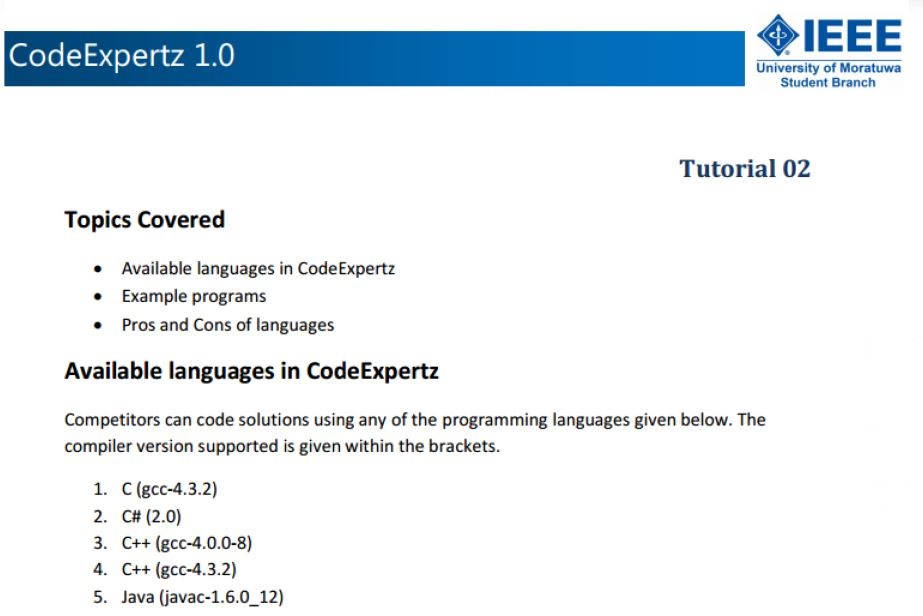 CodeExpertz 1.0
IEEE
University of Moratuwa
Student Branch
Tutorial 02
Topics Covered
• Available languages in CodeExpertz
• Example programs
• Pros and Cons of languages
Available languages in CodeExpertz
Competitors can code solutions using any of the programming languages given below. The
compiler version supported is given within the brackets.
1. C (gcc-4.3.2)
2. C# (2.0)
3. C++ (gcc-4.0.0-8)
4. C++ (gcc-4.3.2)
5. Java (javac-1.6.0_12)